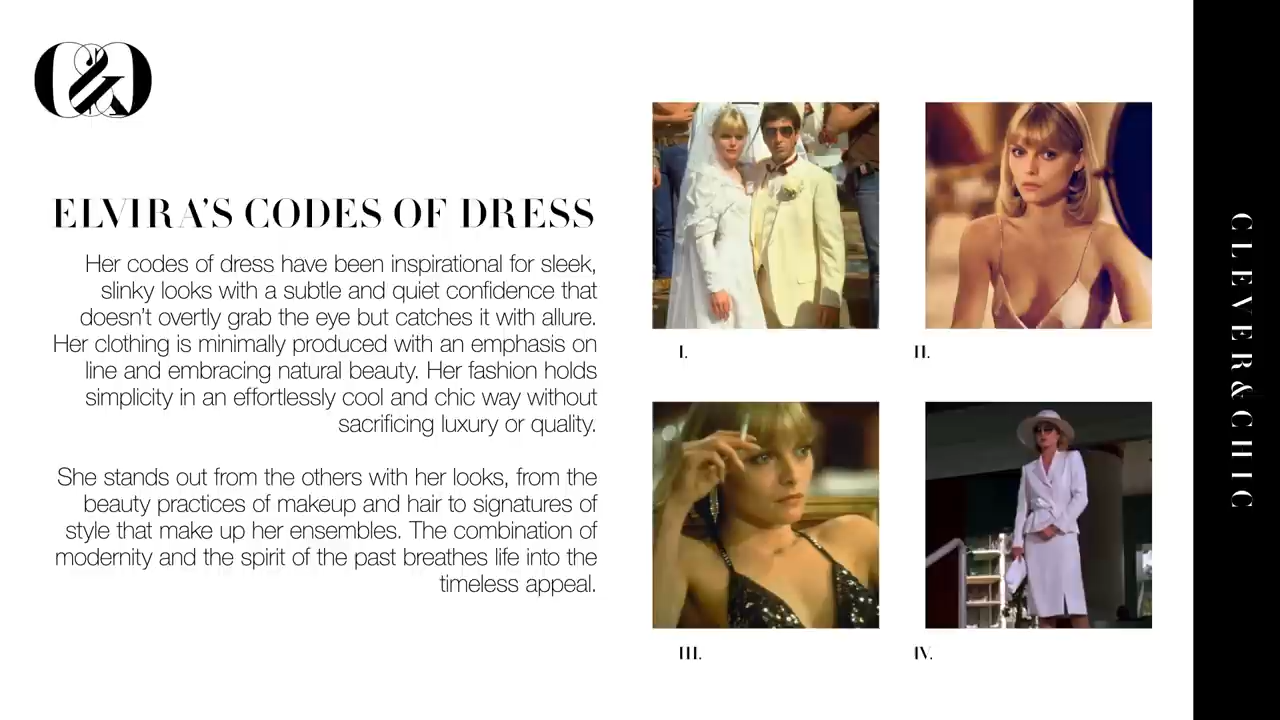 C&C
ELVIRA'S CODES OF DRESS
Her codes of dress have been inspirational for sleek,
slinky looks with a subtle and quiet confidence that
doesn't overtly grab the eye but catches it with allure.
Her clothing is minimally produced with an emphasis on
line and embracing natural beauty. Her fashion holds
simplicity in an effortlessly cool and chic way without
sacrificing luxury or quality.
She stands out from the others with her looks, from the
beauty practices of makeup and hair to signatures of
style that make up her ensembles. The combination of
modernity and the spirit of the past breathes life into the
timeless appeal.
I.
II.
III.
IV.
CLEVER&CHIC